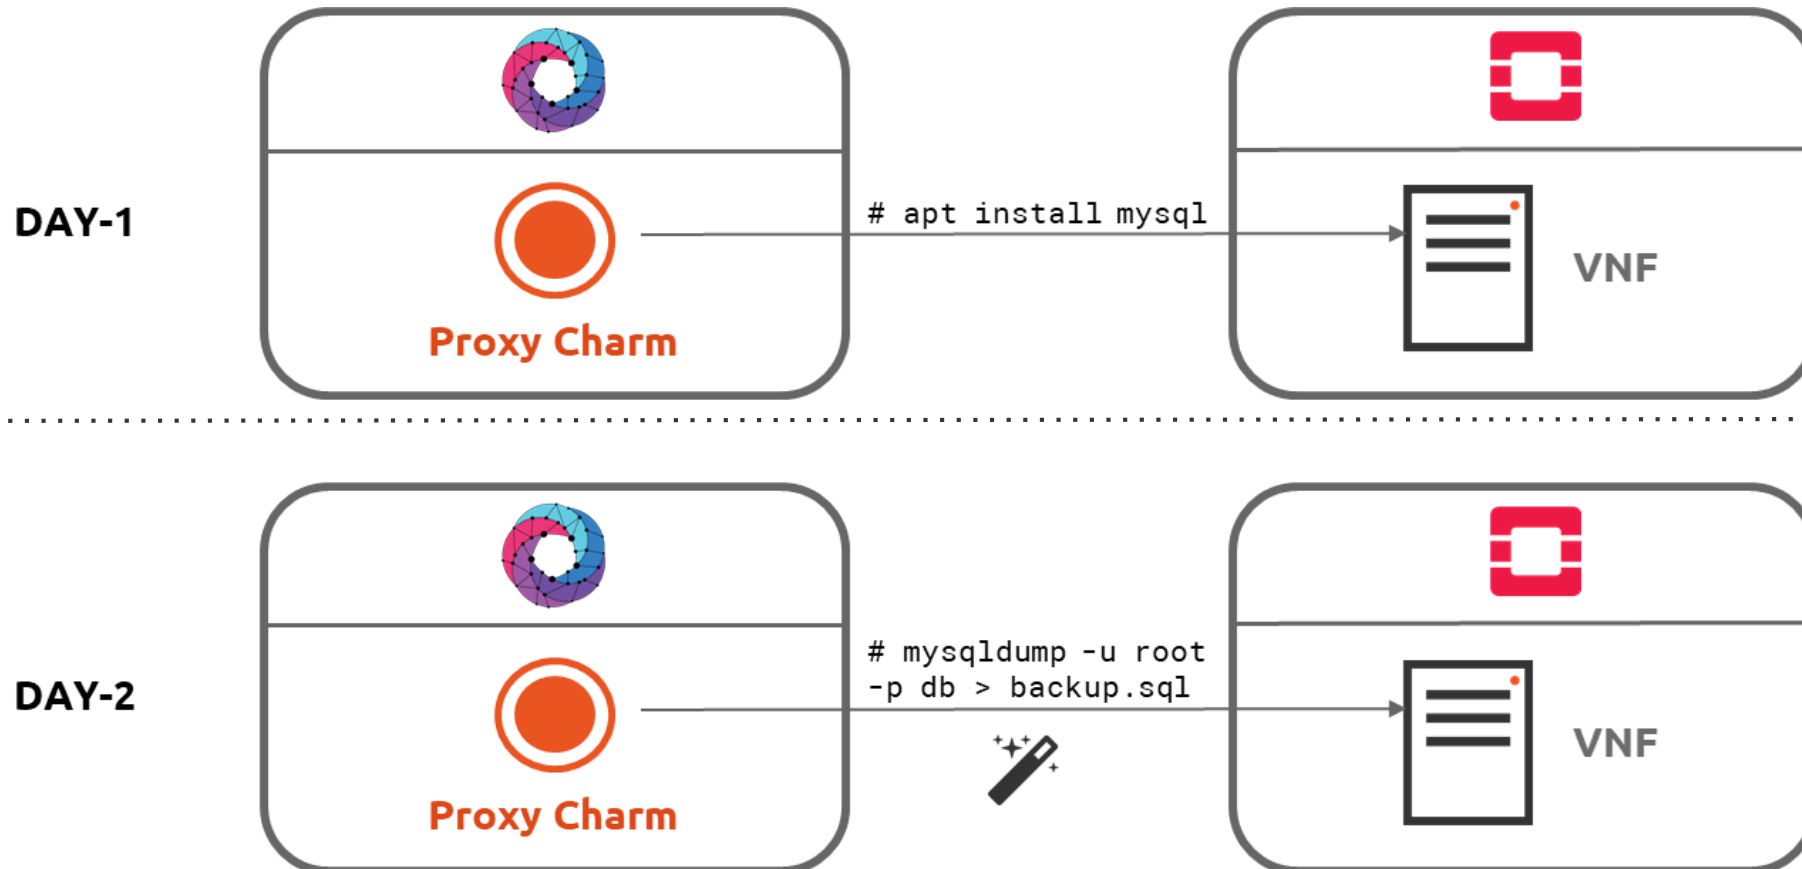 DAY-1
# apt install mysql
VNF
Proxy Charm
DAY-2
# mysqldump -u root
-p db > backup.sql
VNF
Proxy Charm